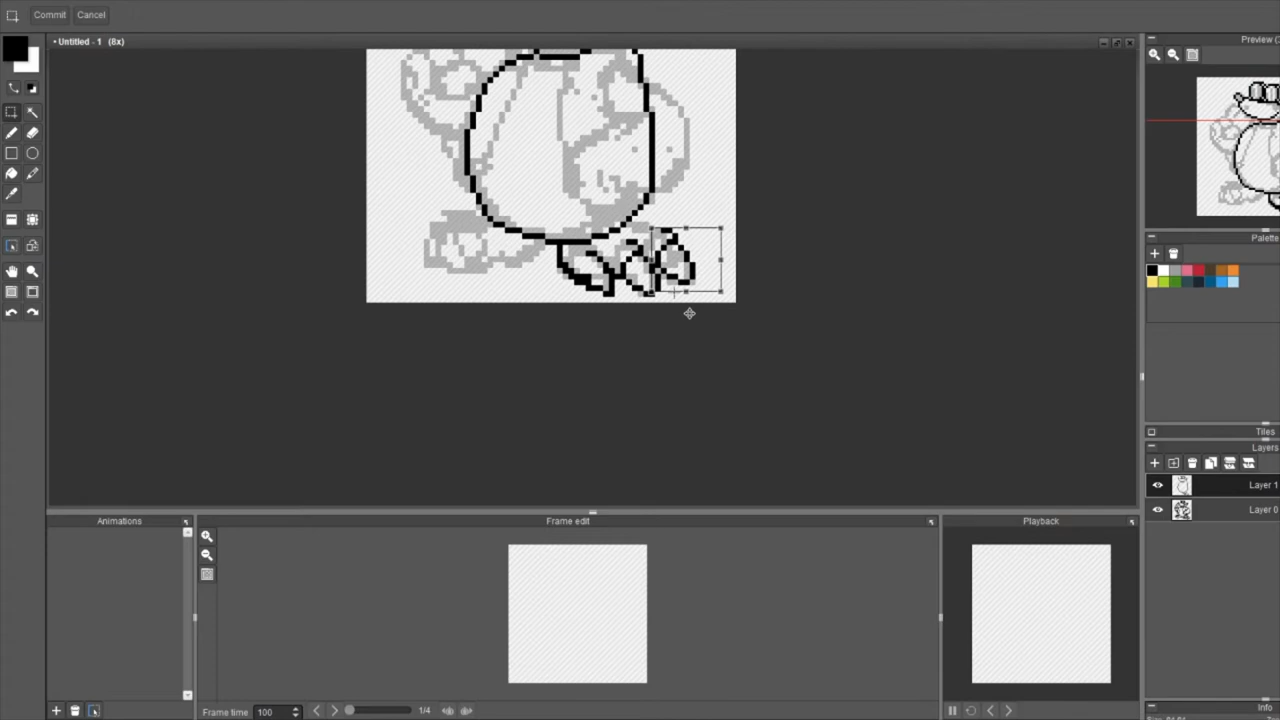 Commit Cancel
• Untitled - 1 (8x)
Preview (
Palette
Tiles
Layers
Layer 1
Layer 0
Animations
Frame edit
Playback
Frame time 100
1/4
Info